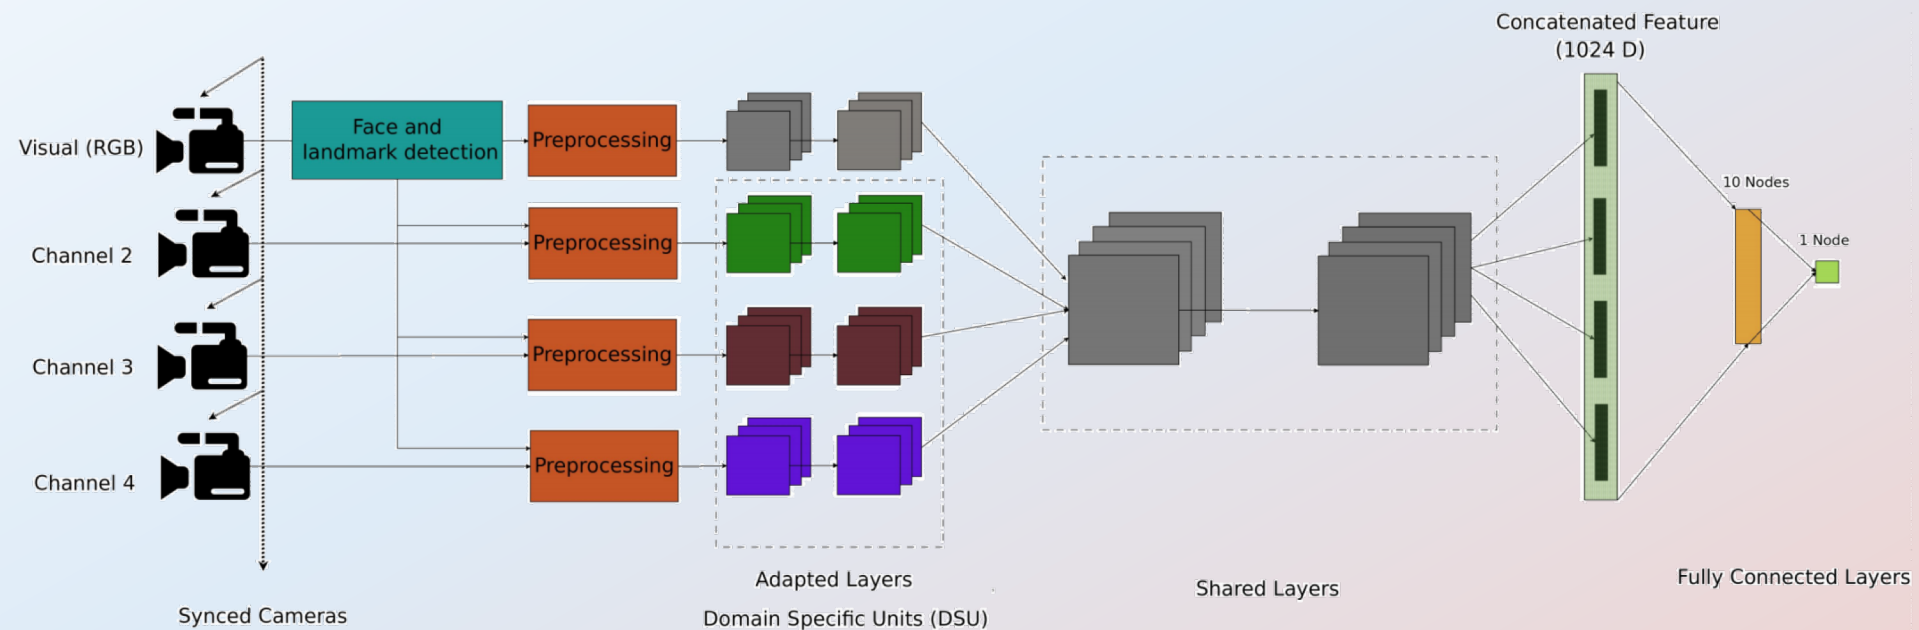 Concatenated Feature
(1024 D)
Visual (RGB)
Face and
landmark detection
Preprocessing
10 Nodes
1 Node
Channel 2
Preprocessing
Channel 3
Preprocessing
Channel 4
Preprocessing
Synced Cameras
Adapted Layers
Domain Specific Units (DSU)
Shared Layers
Fully Connected Layers